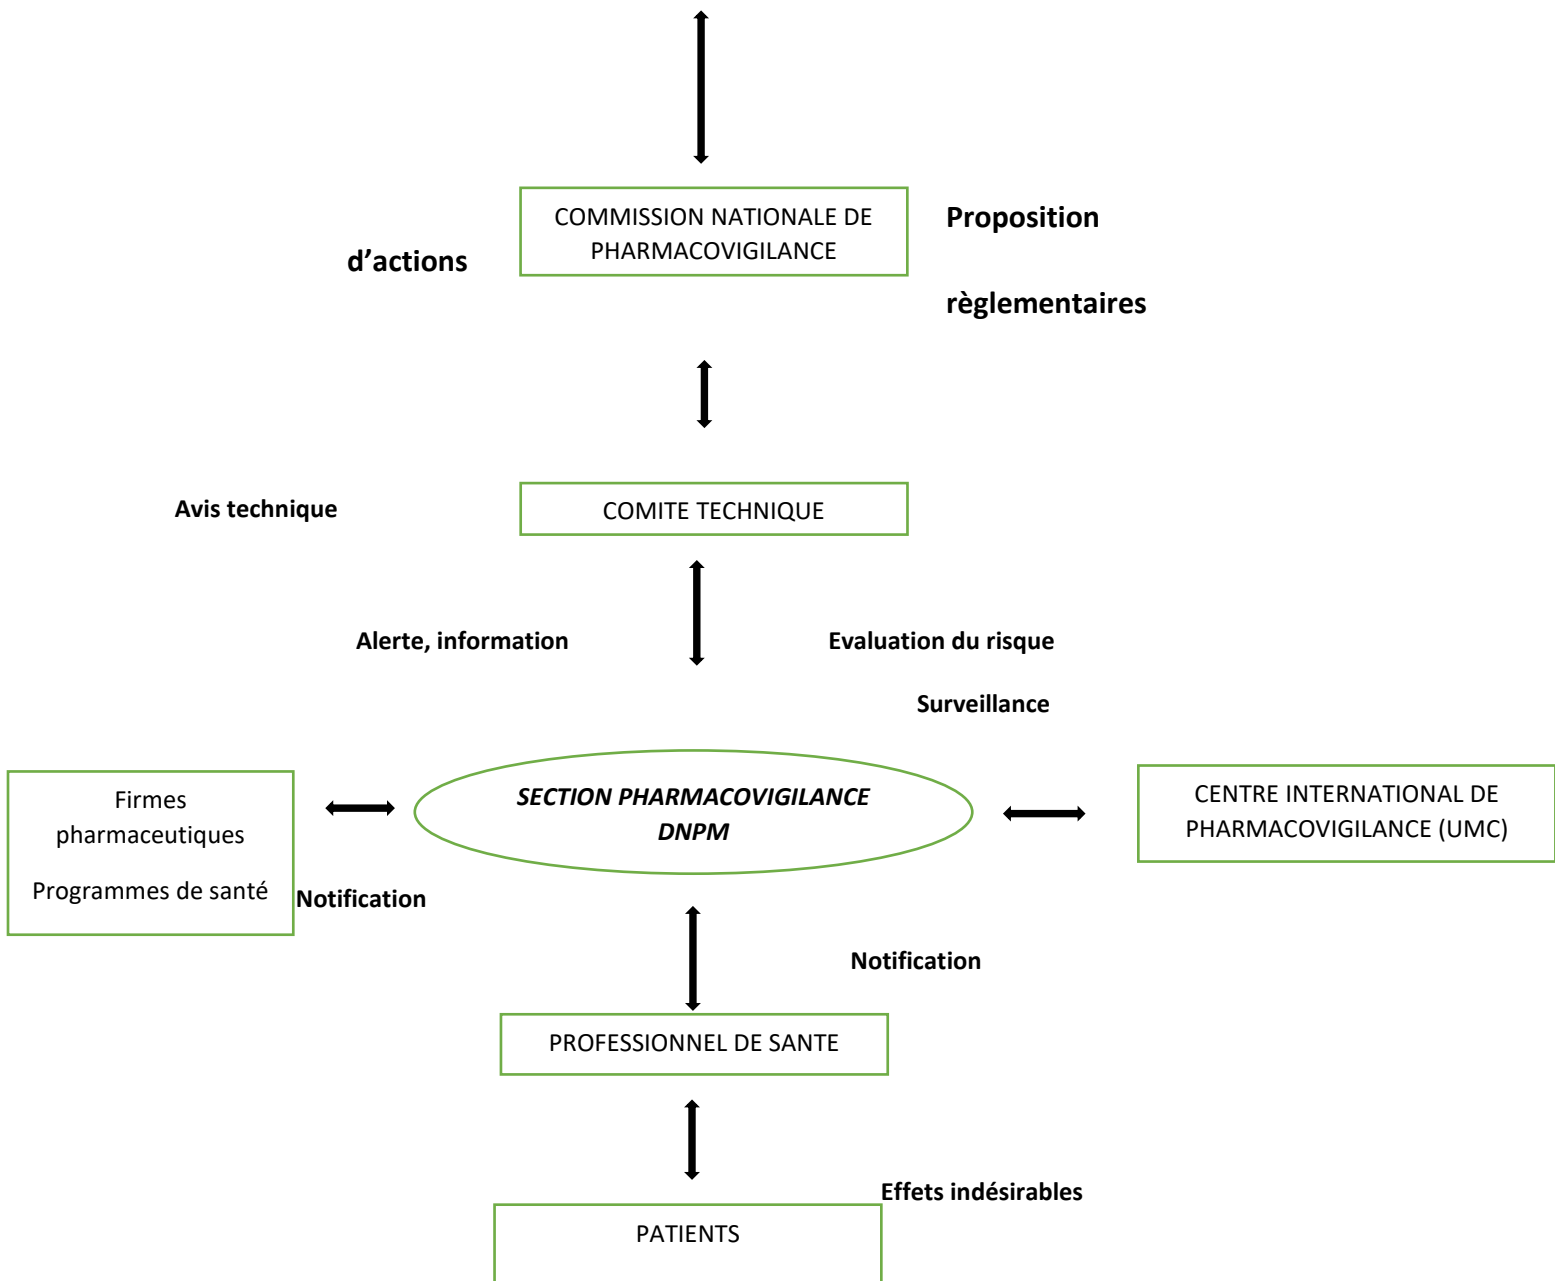 COMMISSION NATIONALE DE
PHARMACOVIGILANCE
Proposition
d’actions
règlementaires
Avis technique
COMITE TECHNIQUE
Alerte, information
Evaluation du risque
Surveillance
Firmes
pharmaceutiques
Programmes de santé
SECTION PHARMACOVIGILANCE
DNPM
CENTRE INTERNATIONAL DE
PHARMACOVIGILANCE (UMC)
Notification
Notification
PROFESSIONNEL DE SANTE
Effets indésirables
PATIENTS